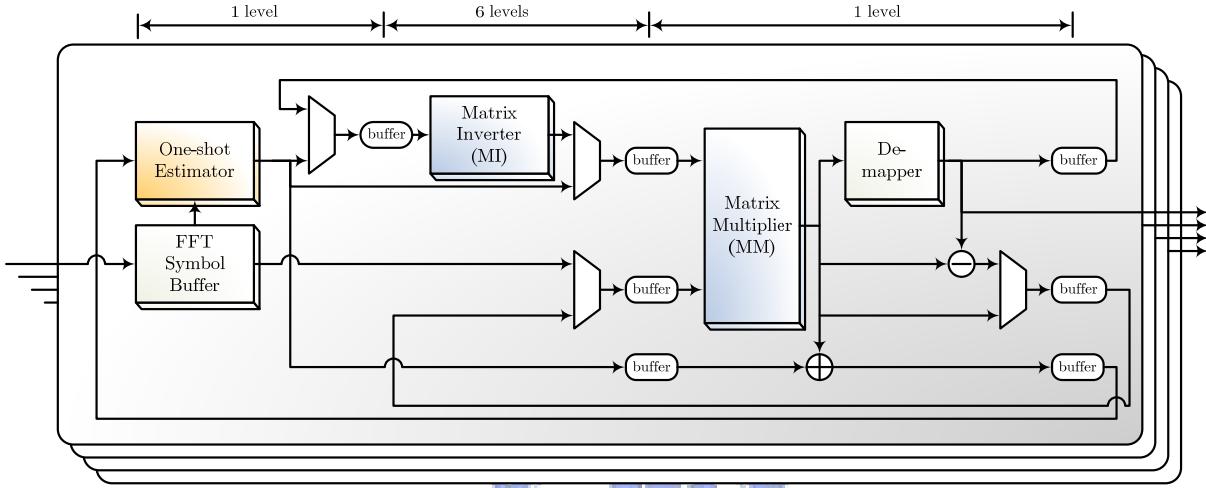 1 level
6 levels
1 level
One-shot
Estimator
buffer
Matrix
Inverter
(MI)
buffer
De-
mapper
buffer
FFT
Symbol
Buffer
buffer
Matrix
Multiplier
(MM)
buffer
buffer
buffer